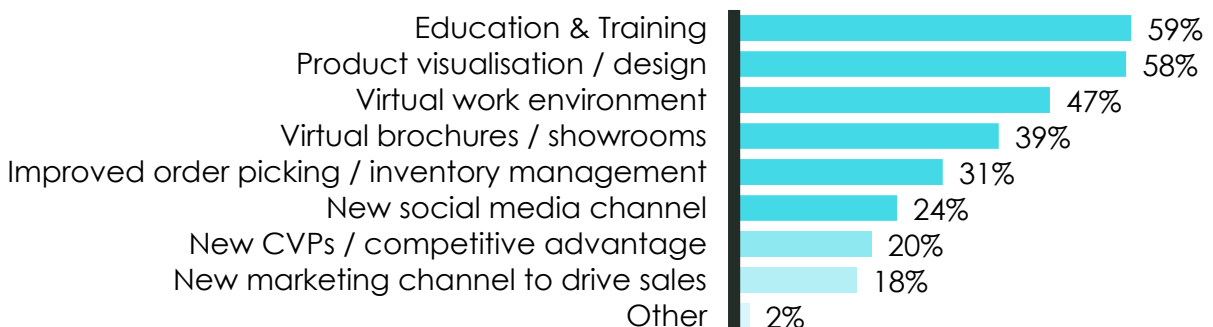 Education & Training 59%
Product visualisation / design 58%
Virtual work environment 47%
Virtual brochures / showrooms 39%
Improved order picking / inventory management 31%
New social media channel 24%
New CVPs / competitive advantage 20%
New marketing channel to drive sales 18%
Other 2%